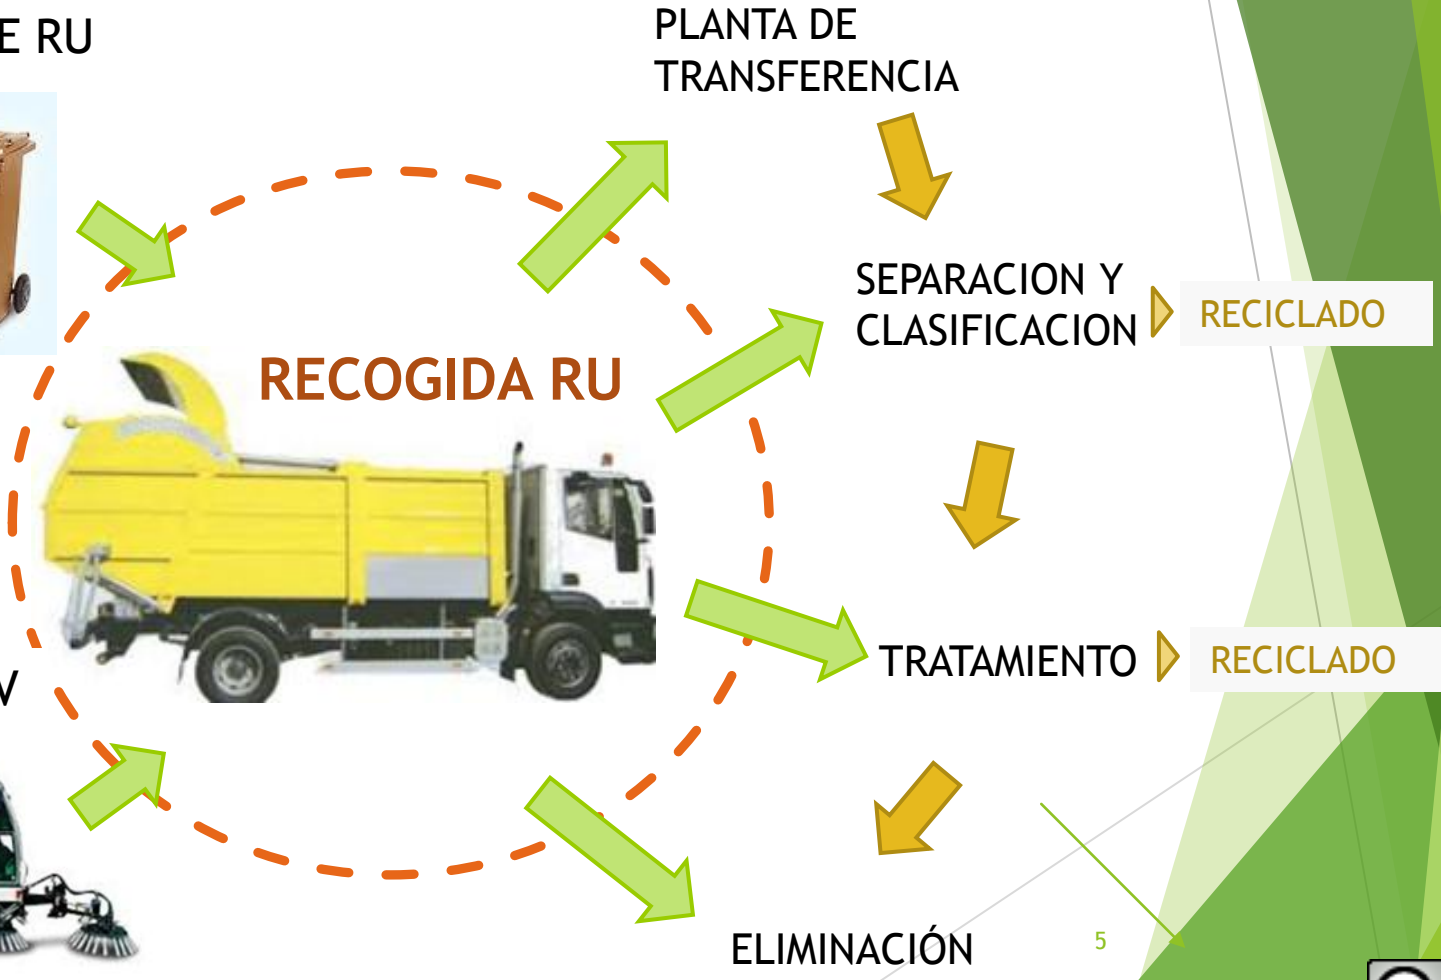 E RU
PLANTA DE
TRANSFERENCIA
SEPARACION Y
CLASIFICACION
RECICLADO
RECOGIDA RU
TRATAMIENTO
RECICLADO
ELIMINACIÓN
5